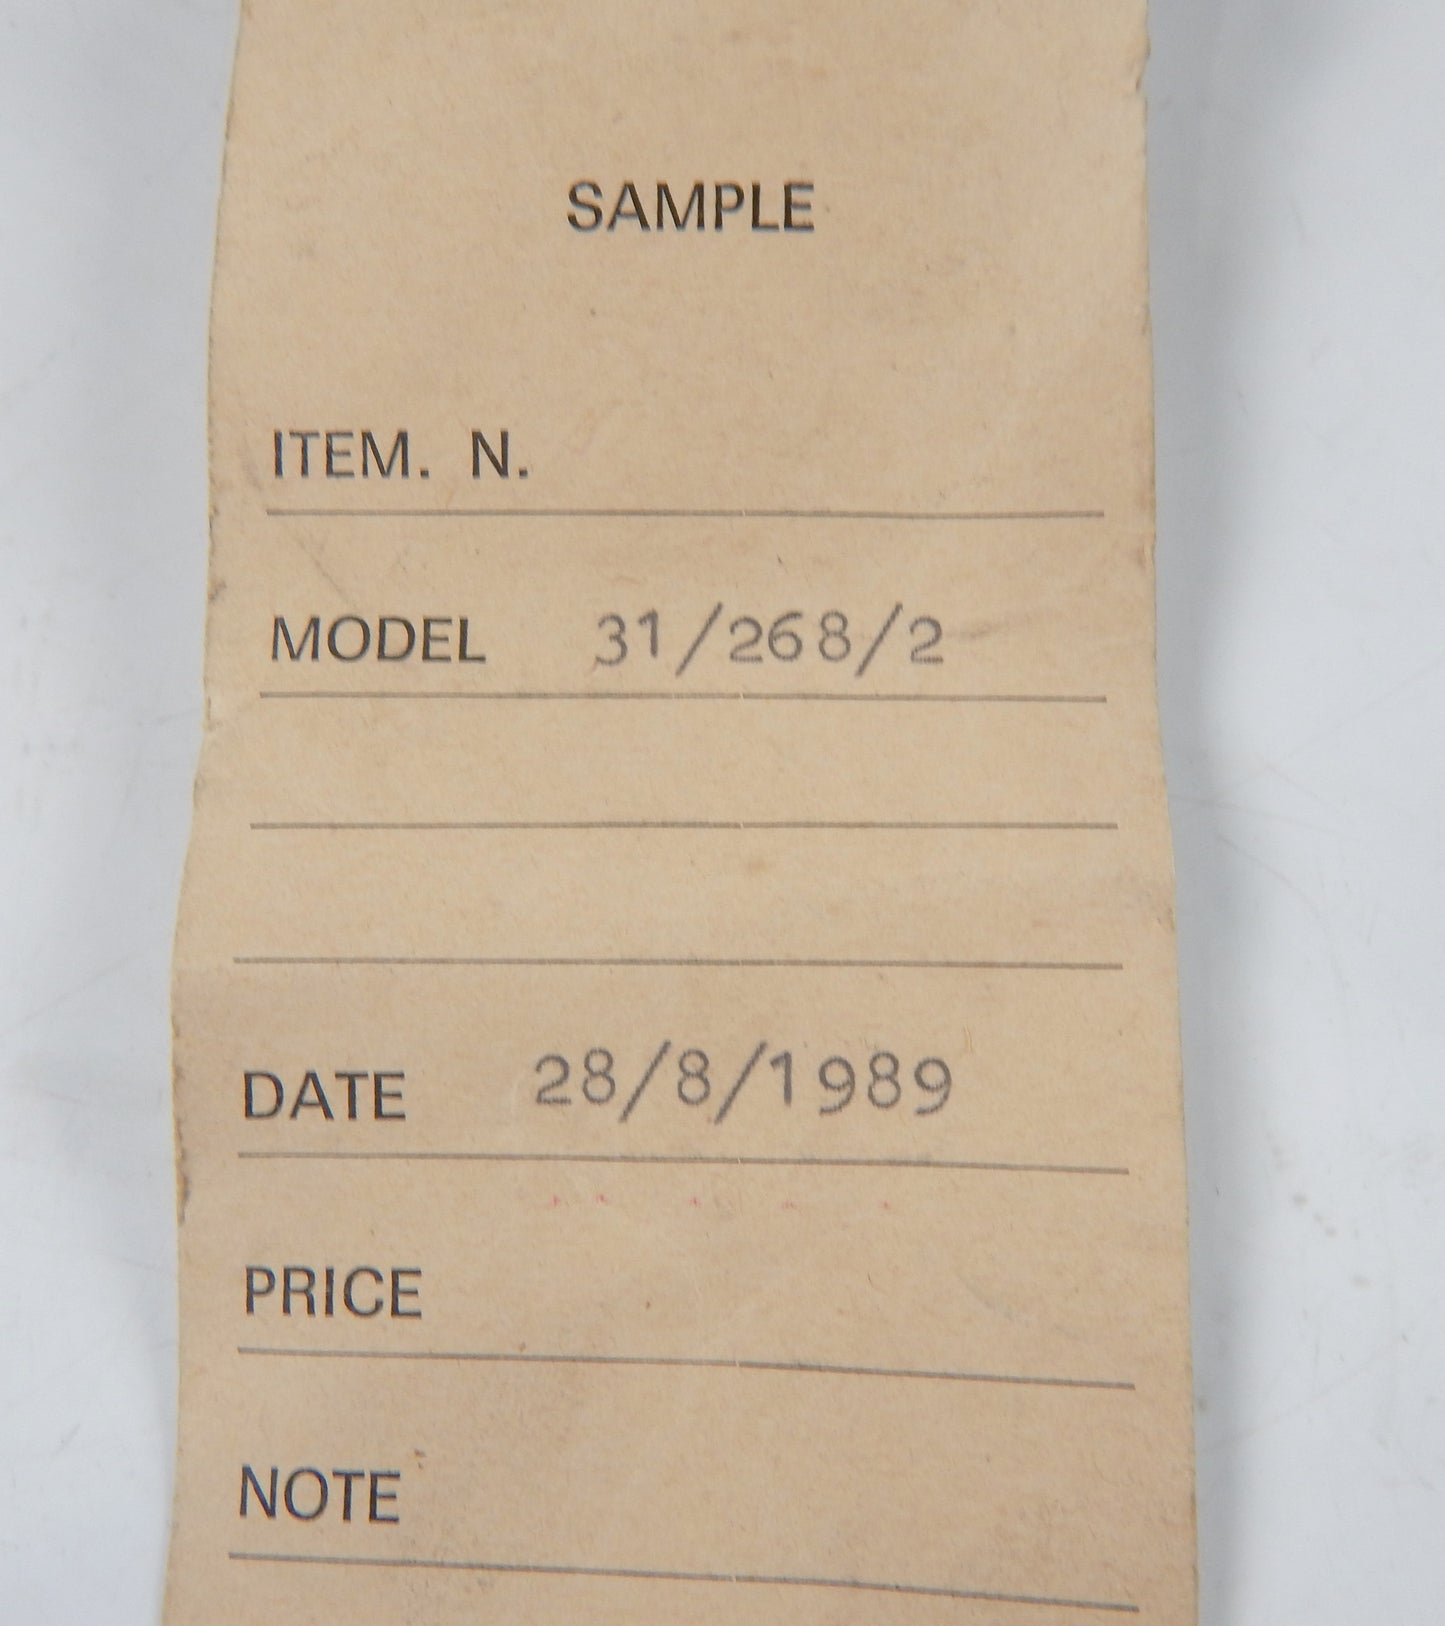 SAMPLE
ITEM. N.
MODEL 31/268/2
DATE 28/8/1989
PRICE
NOTE